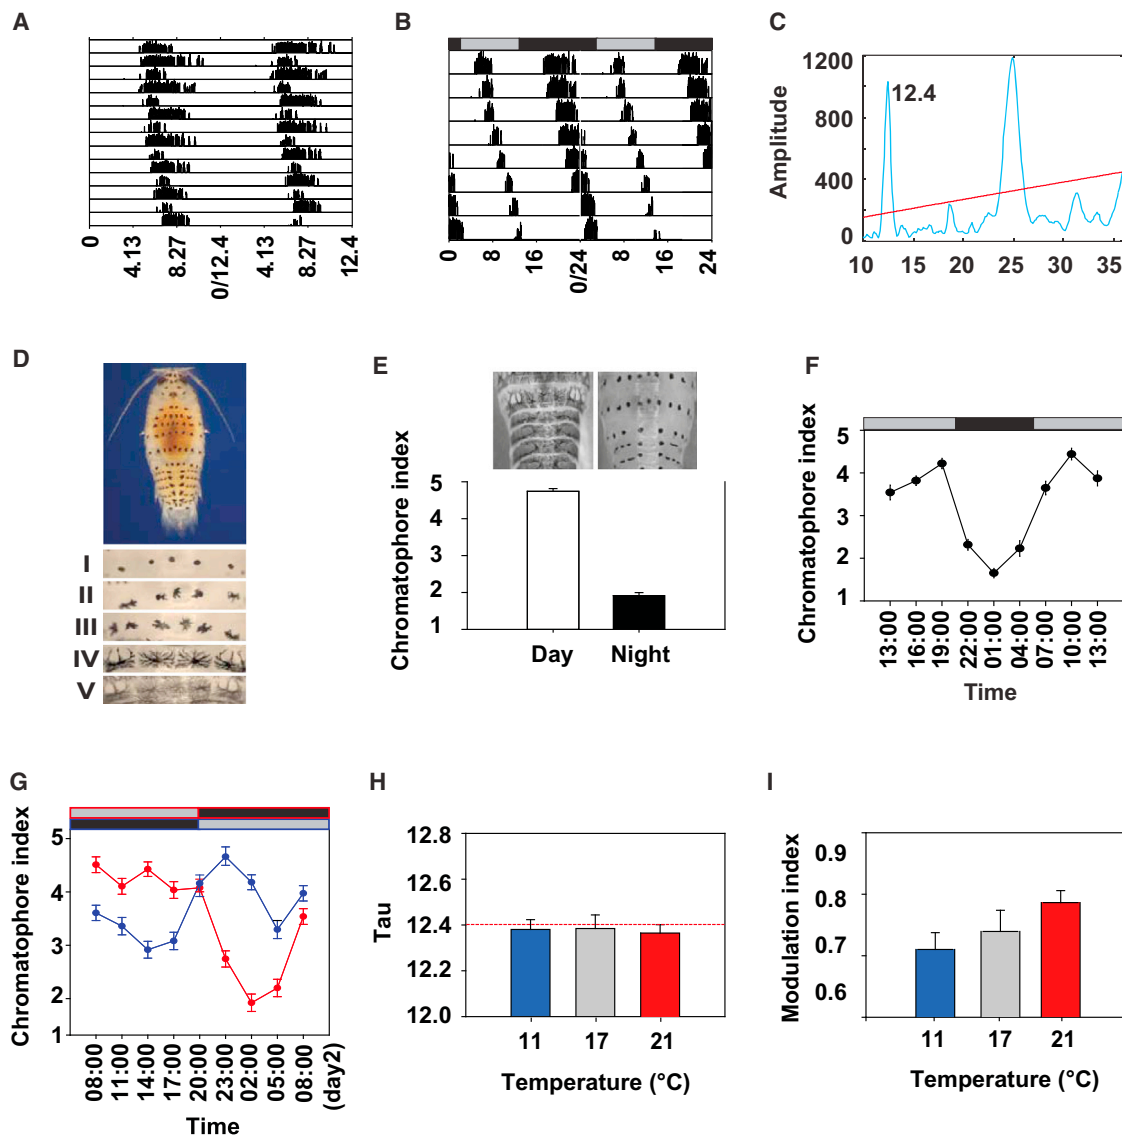 A
0
4.13
8.27
0/12.4
4.13
8.27
12.4
B
0
8
16
0/24
8
16
24
C
Amplitude
1200
800
400
0
12.4
10
15
20
25
30
35
D
I
II
III
IV
V
E
Chromatophore index
5
4
3
2
1
Day
Night
F
Chromatophore index
5
4
3
2
1
13:00
16:00
19:00
22:00
01:00
04:00
07:00
10:00
13:00
Time
G
Chromatophore index
5
4
3
2
1
08:00
11:00
14:00
17:00
20:00
23:00
02:00
05:00
08:00
(day2)
Time
H
Tau
12.8
12.6
12.4
12.2
12.0
11
17
21
Temperature (°C)
I
Modulation index
0.9
0.8
0.7
0.6
11
17
21
Temperature (°C)